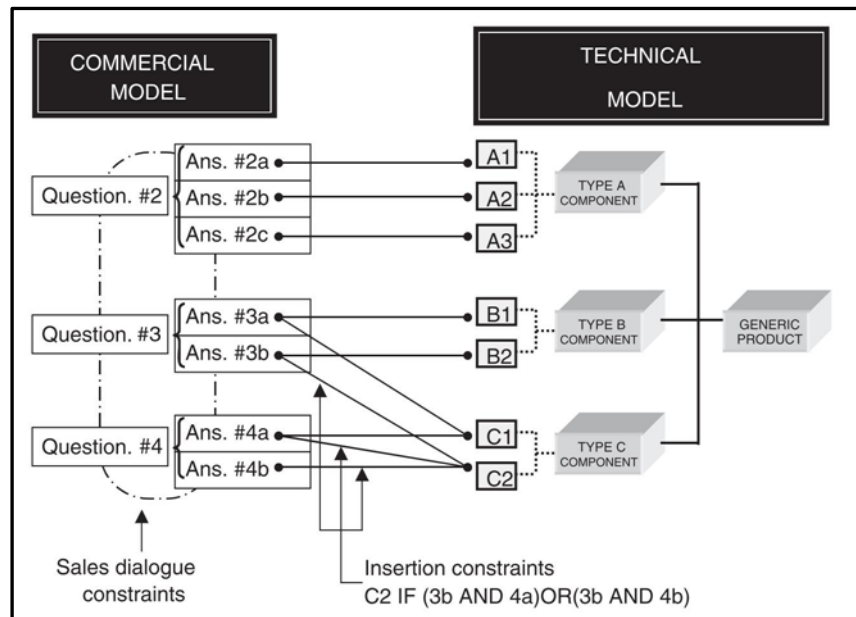 COMMERCIAL
MODEL
TECHNICAL
MODEL
Question. #2
Ans. #2a
Ans. #2b
Ans. #2c
A1
A2
A3
TYPE A
COMPONENT
Question. #3
Ans. #3a
Ans. #3b
B1
B2
TYPE B
COMPONENT
GENERIC
PRODUCT
Question. #4
Ans. #4a
Ans. #4b
C1
C2
TYPE C
COMPONENT
Sales dialogue
constraints
Insertion constraints
C2 IF (3b AND 4a)OR(3b AND 4b)